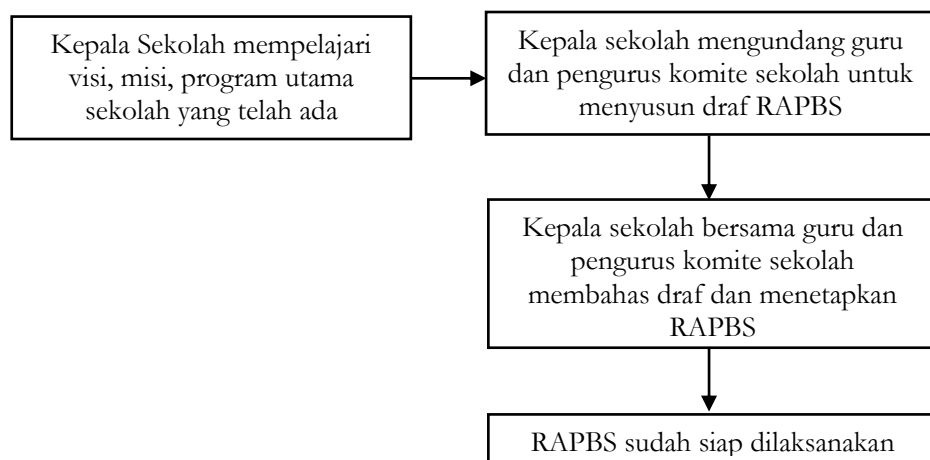 Kepala Sekolah mempelajari
visi, misi, program utama
sekolah yang telah ada
Kepala sekolah mengundang guru
dan pengurus komite sekolah untuk
menyusun draf RAPBS
Kepala sekolah bersama guru dan
pengurus komite sekolah
membahas draf dan menetapkan
RAPBS
RAPBS sudah siap dilaksanakan